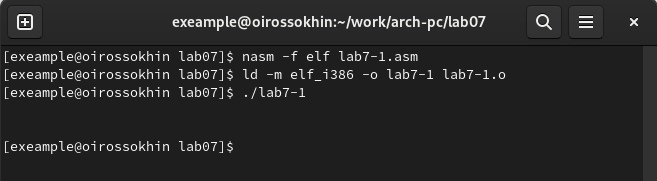 exeample@oirossokhin:~/work/arch-pc/lab07
[exeample@oirossokhin lab07]$ nasm -f elf lab7-1.asm
[exeample@oirossokhin lab07]$ ld -m elf_i386 -o lab7-1 lab7-1.o
[exeample@oirossokhin lab07]$ ./lab7-1
[exeample@oirossokhin lab07]$